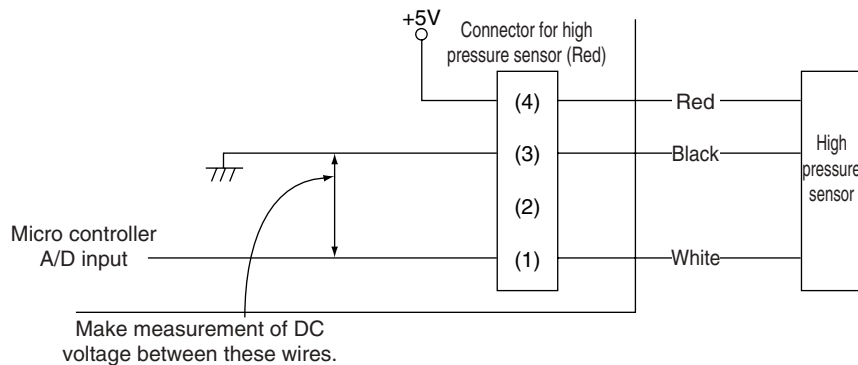 +5V
Connector for high
pressure sensor (Red)
(4)
Red
(3)
Black
High
pressure
sensor
(2)
Micro controller
A/D input
(1)
White
Make measurement of DC
voltage between these wires.